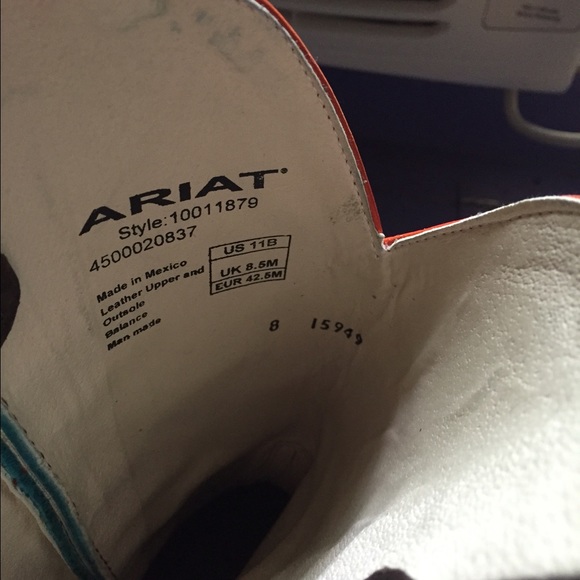 ARIAT®
Style:10011879
4500020837
Made in Mexico
Leather Upper and
Outsole
Balance
Man made
US 11B
UK 8.5M
EUR 42.5M
8 15949